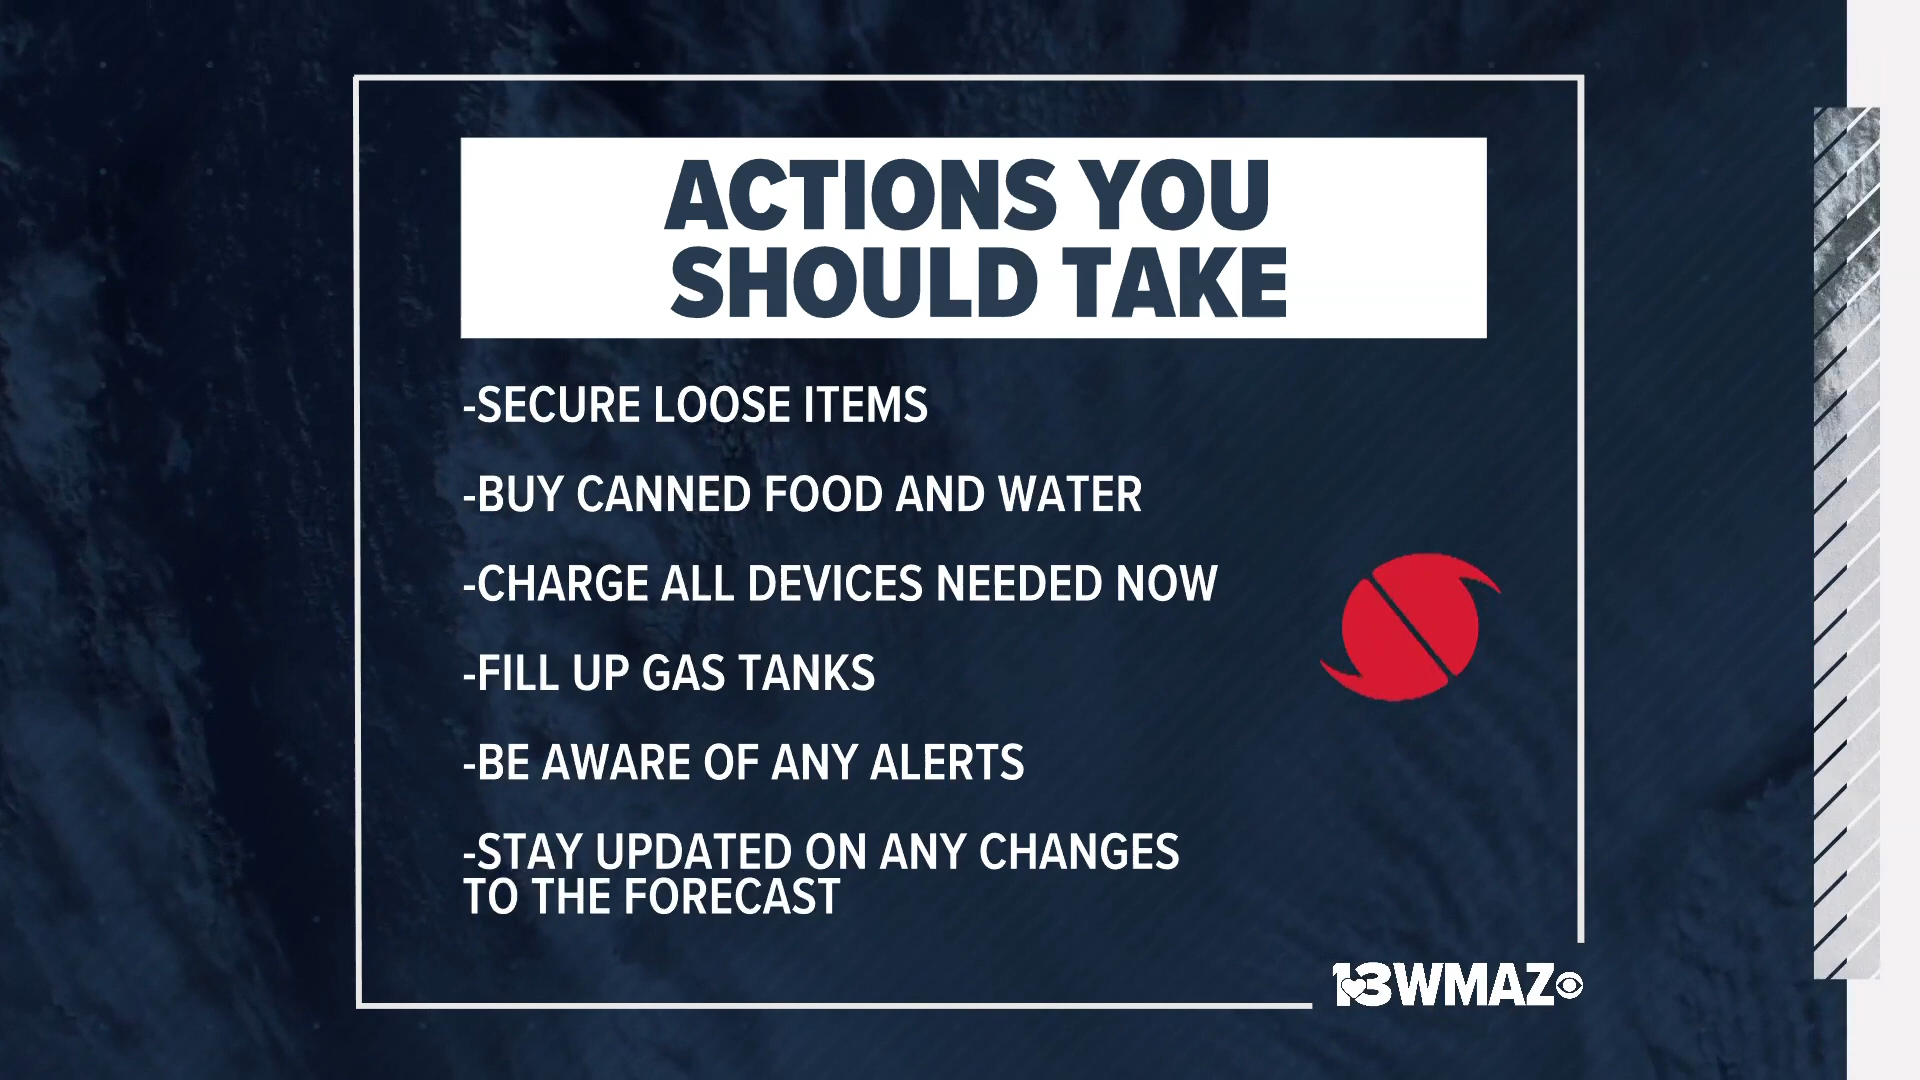 ACTIONS YOU
SHOULD TAKE
-SECURE LOOSE ITEMS
-BUY CANNED FOOD AND WATER
-CHARGE ALL DEVICES NEEDED NOW
-FILL UP GAS TANKS
-BE AWARE OF ANY ALERTS
-STAY UPDATED ON ANY CHANGES
TO THE FORECAST
13WMAZ